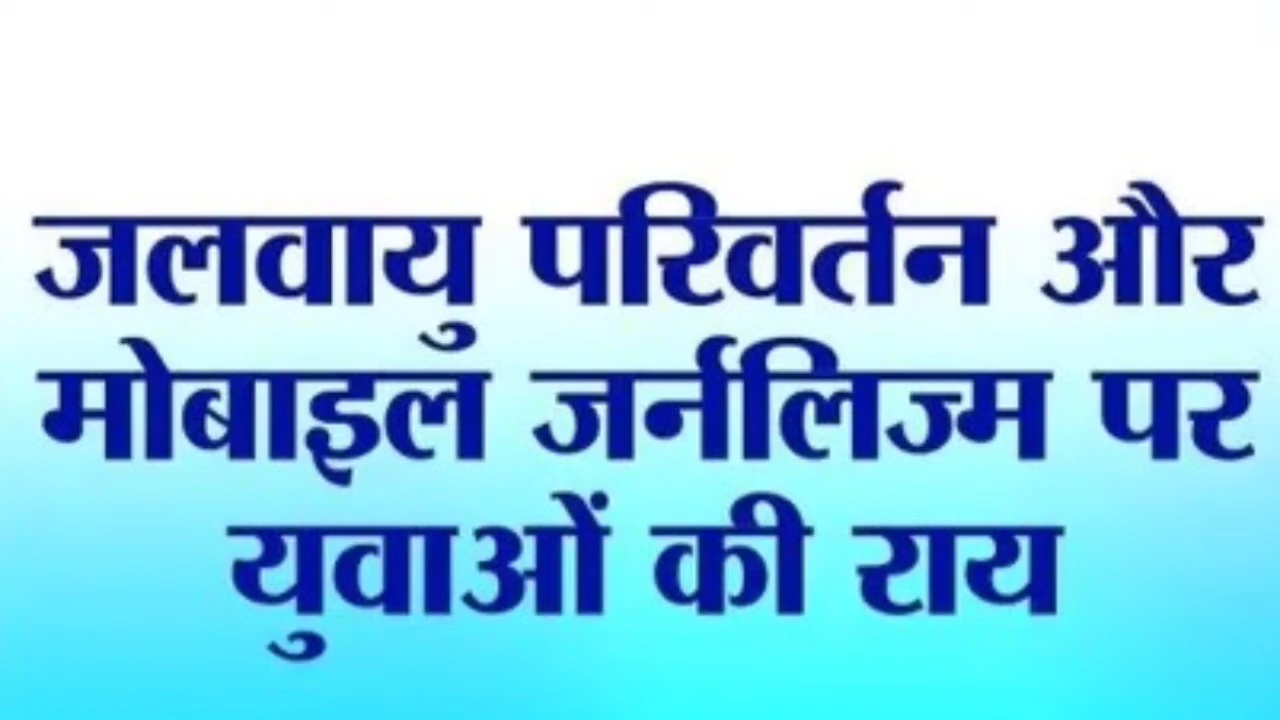 जलवायु परिवर्तन और
मोबाइल जर्नलिज्म पर
युवाओं की राय